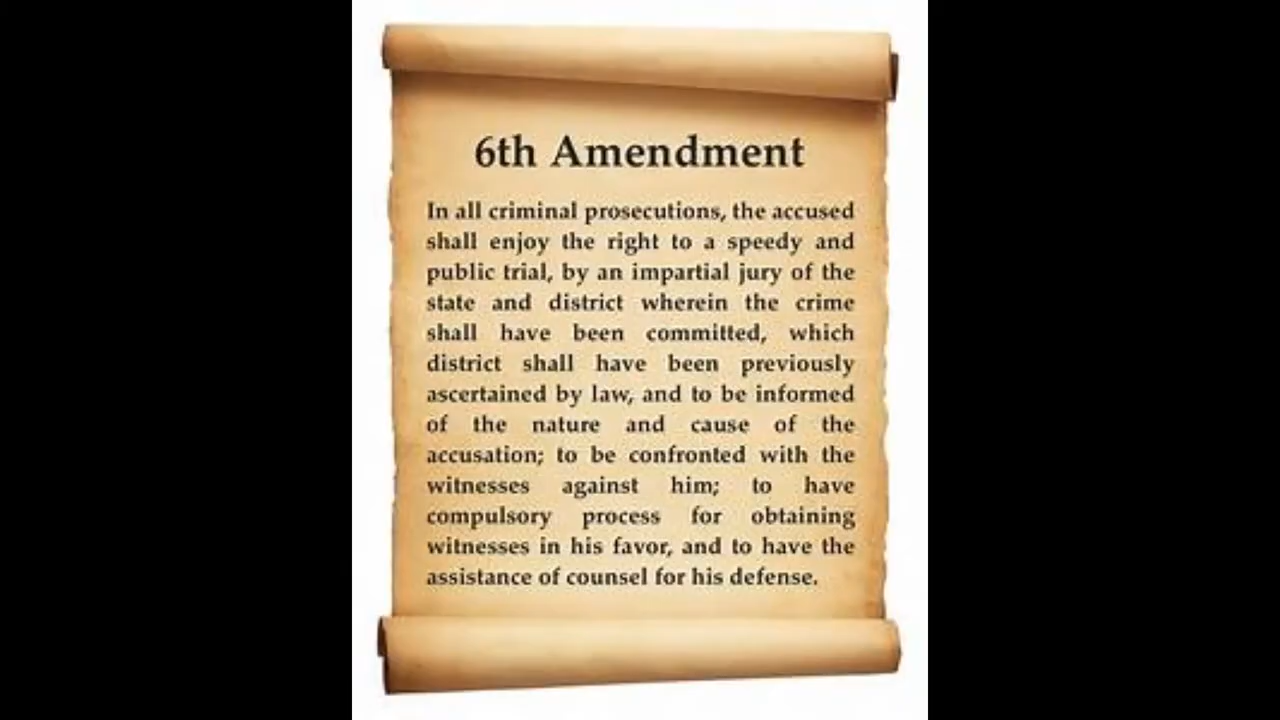 6th Amendment
In all criminal prosecutions, the accused
shall enjoy the right to a speedy and
public trial, by an impartial jury of the
state and district wherein the crime
shall have been committed, which
district shall have been previously
ascertained by law, and to be informed
of the nature and cause of the
accusation; to be confronted with the
witnesses against him; to have
compulsory process for obtaining
witnesses in his favor, and to have the
assistance of counsel for his defense.